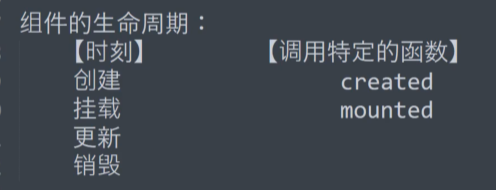 组件的生命周期：
【时刻】 【调用特定的函数】
创建 created
挂载 mounted
更新
销毁